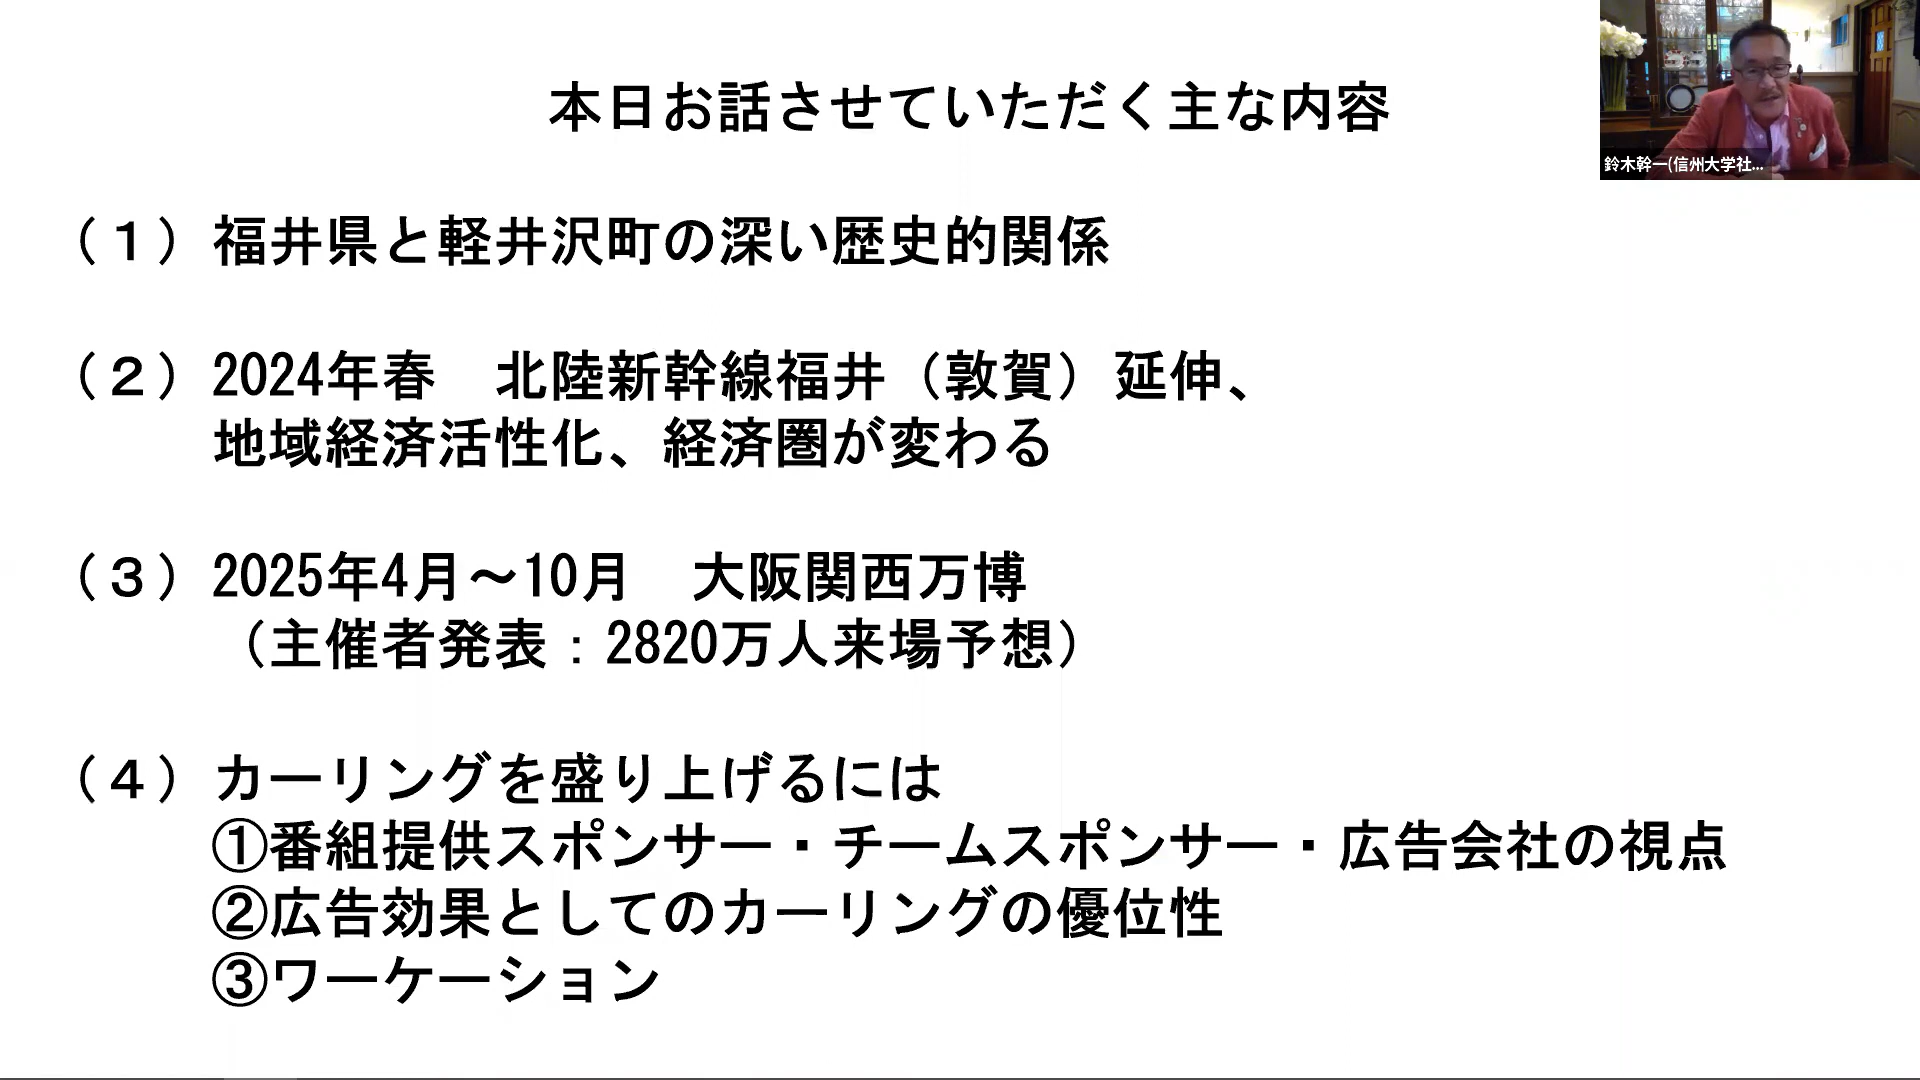 本日お話させていただく主な内容
鈴木幹一(信州大学社...
（１）福井県と軽井沢町の深い歴史的関係
（２）2024年春　北陸新幹線福井（敦賀）延伸、
地域経済活性化、経済圏が変わる
（３）2025年4月～10月　大阪関西万博
（主催者発表：2820万人来場予想）
（４）カーリングを盛り上げるには
①番組提供スポンサー・チームスポンサー・広告会社の視点
②広告効果としてのカーリングの優位性
③ワーケーション